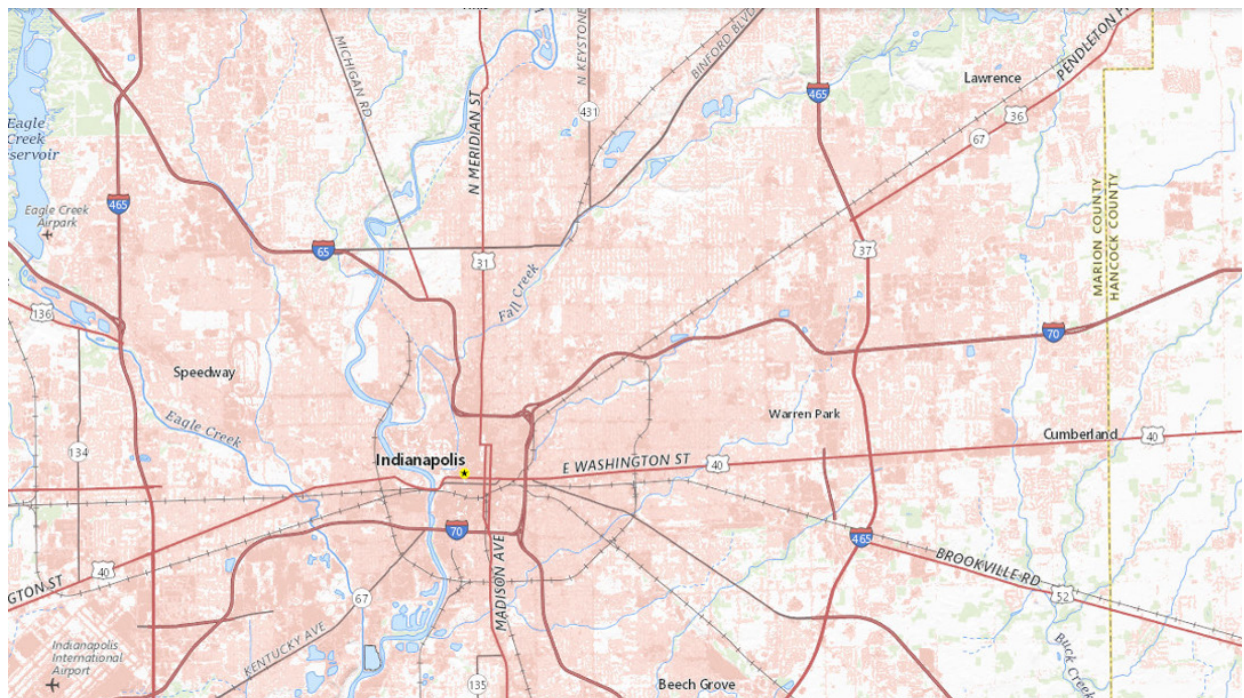 N KEYSTONE
BINFORD BLVD
MICHIGAN RD
PENDLETON P
Lawrence
465
N MERIDIAN ST
431
36
67
Eagle
Creek
servoir
465
Eagle Creek
Airpark
65
31
37
MARION COUNTY
HANCOCK COUNTY
Fall Creek
136
70
Speedway
Warren Park
Eagle Creek
Cumberland
40
134
Indianapolis
E WASHINGTON ST
40
70
465
MADISON AVE
BROOKVILLE RD
40
GTON ST
67
52
KENTUCKY AVE
Indianapolis
International
Airport
135
Beech Grove
Buck Creek